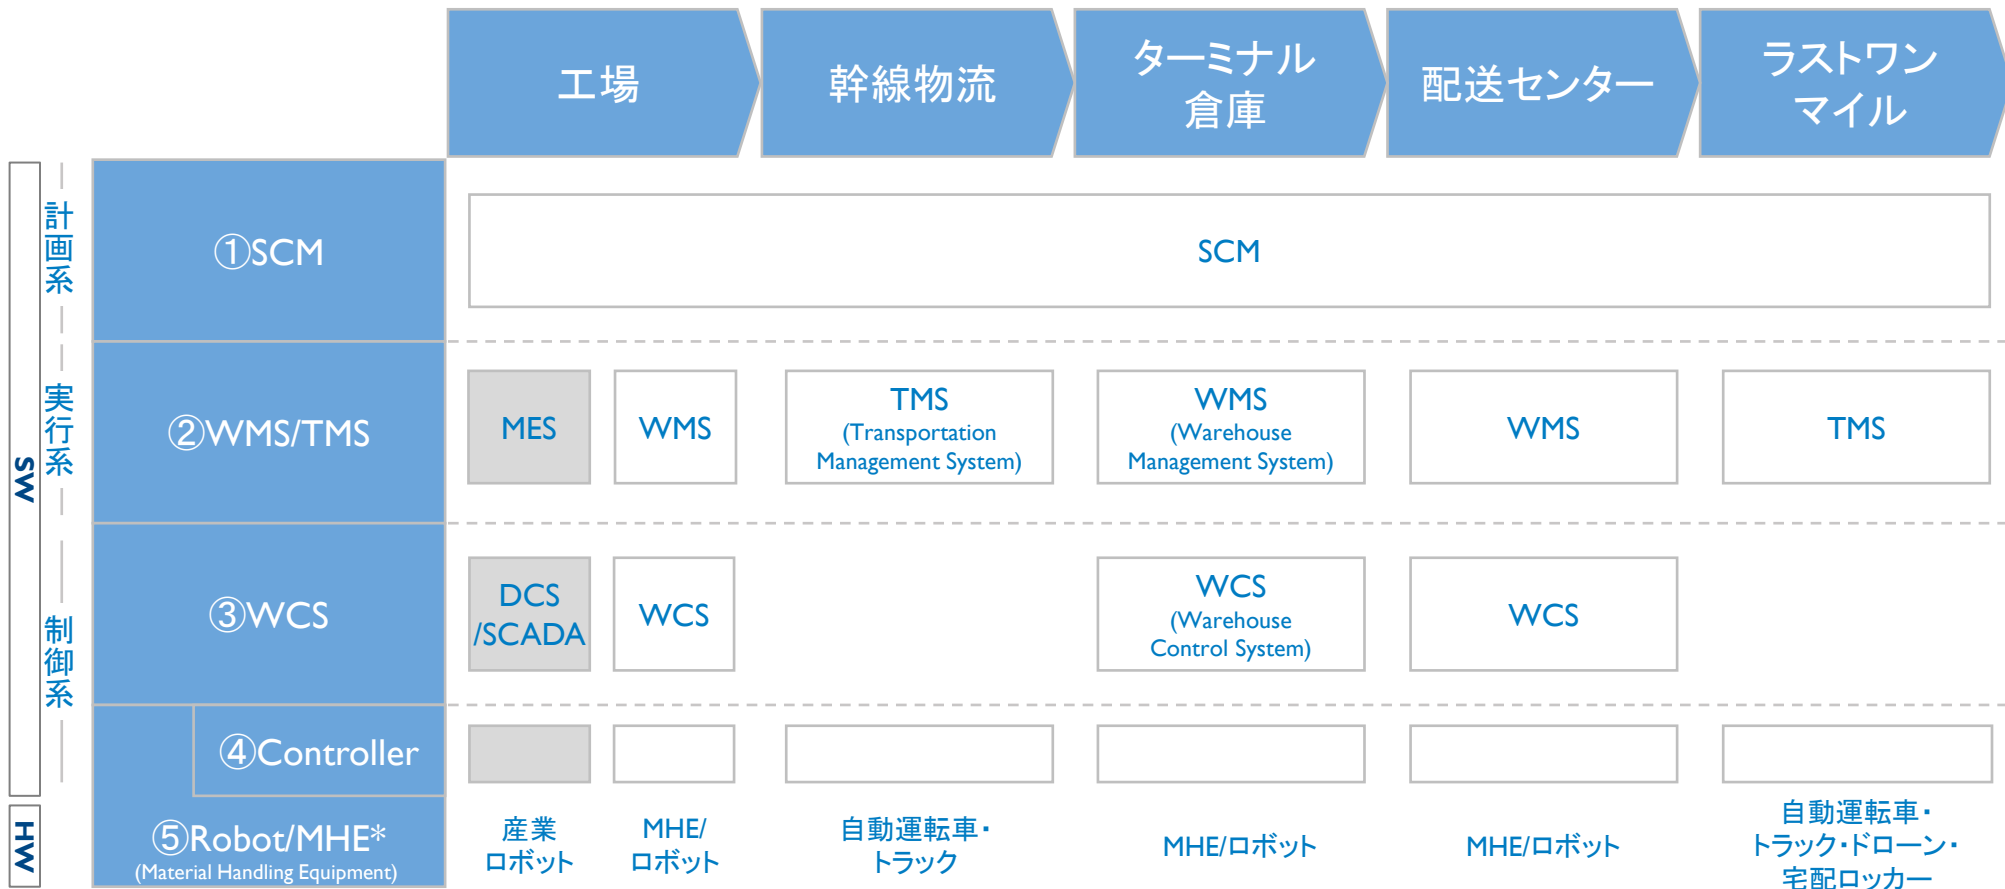 工場
幹線物流
ターミナル
倉庫
配送センター
ラストワン
マイル
SW
計画系
①SCM
SCM
実行系
②WMS/TMS
MES
WMS
TMS
(Transportation
Management System)
WMS
(Warehouse
Management System)
WMS
TMS
制御系
③WCS
DCS
/SCADA
WCS
WCS
(Warehouse
Control System)
WCS
④Controller
HW
⑤Robot/MHE*
(Material Handling Equipment)
産業
ロボット
MHE/
ロボット
自動運転車・
トラック
MHE/ロボット
MHE/ロボット
自動運転車・
トラック・ドローン・
宅配ロッカー